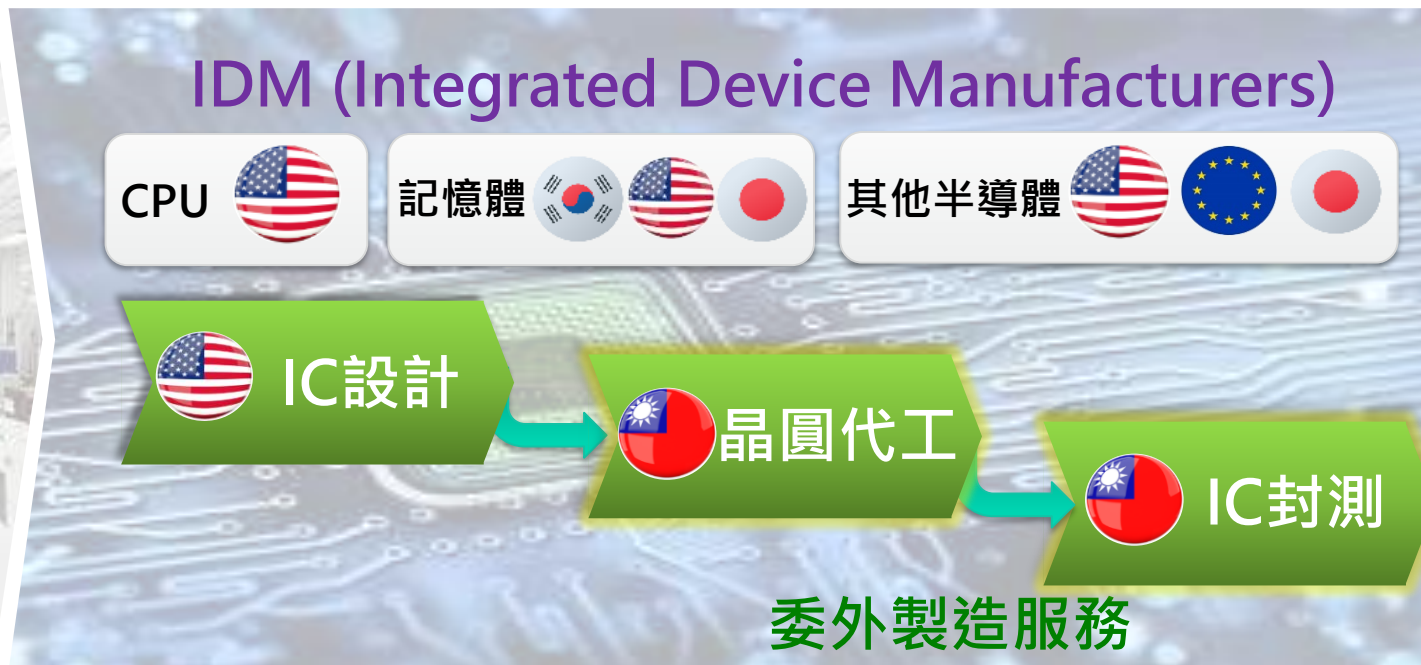 IDM (Integrated Device Manufacturers)
CPU
記憶體
其他半導體
IC設計
晶圓代工
IC封測
委外製造服務